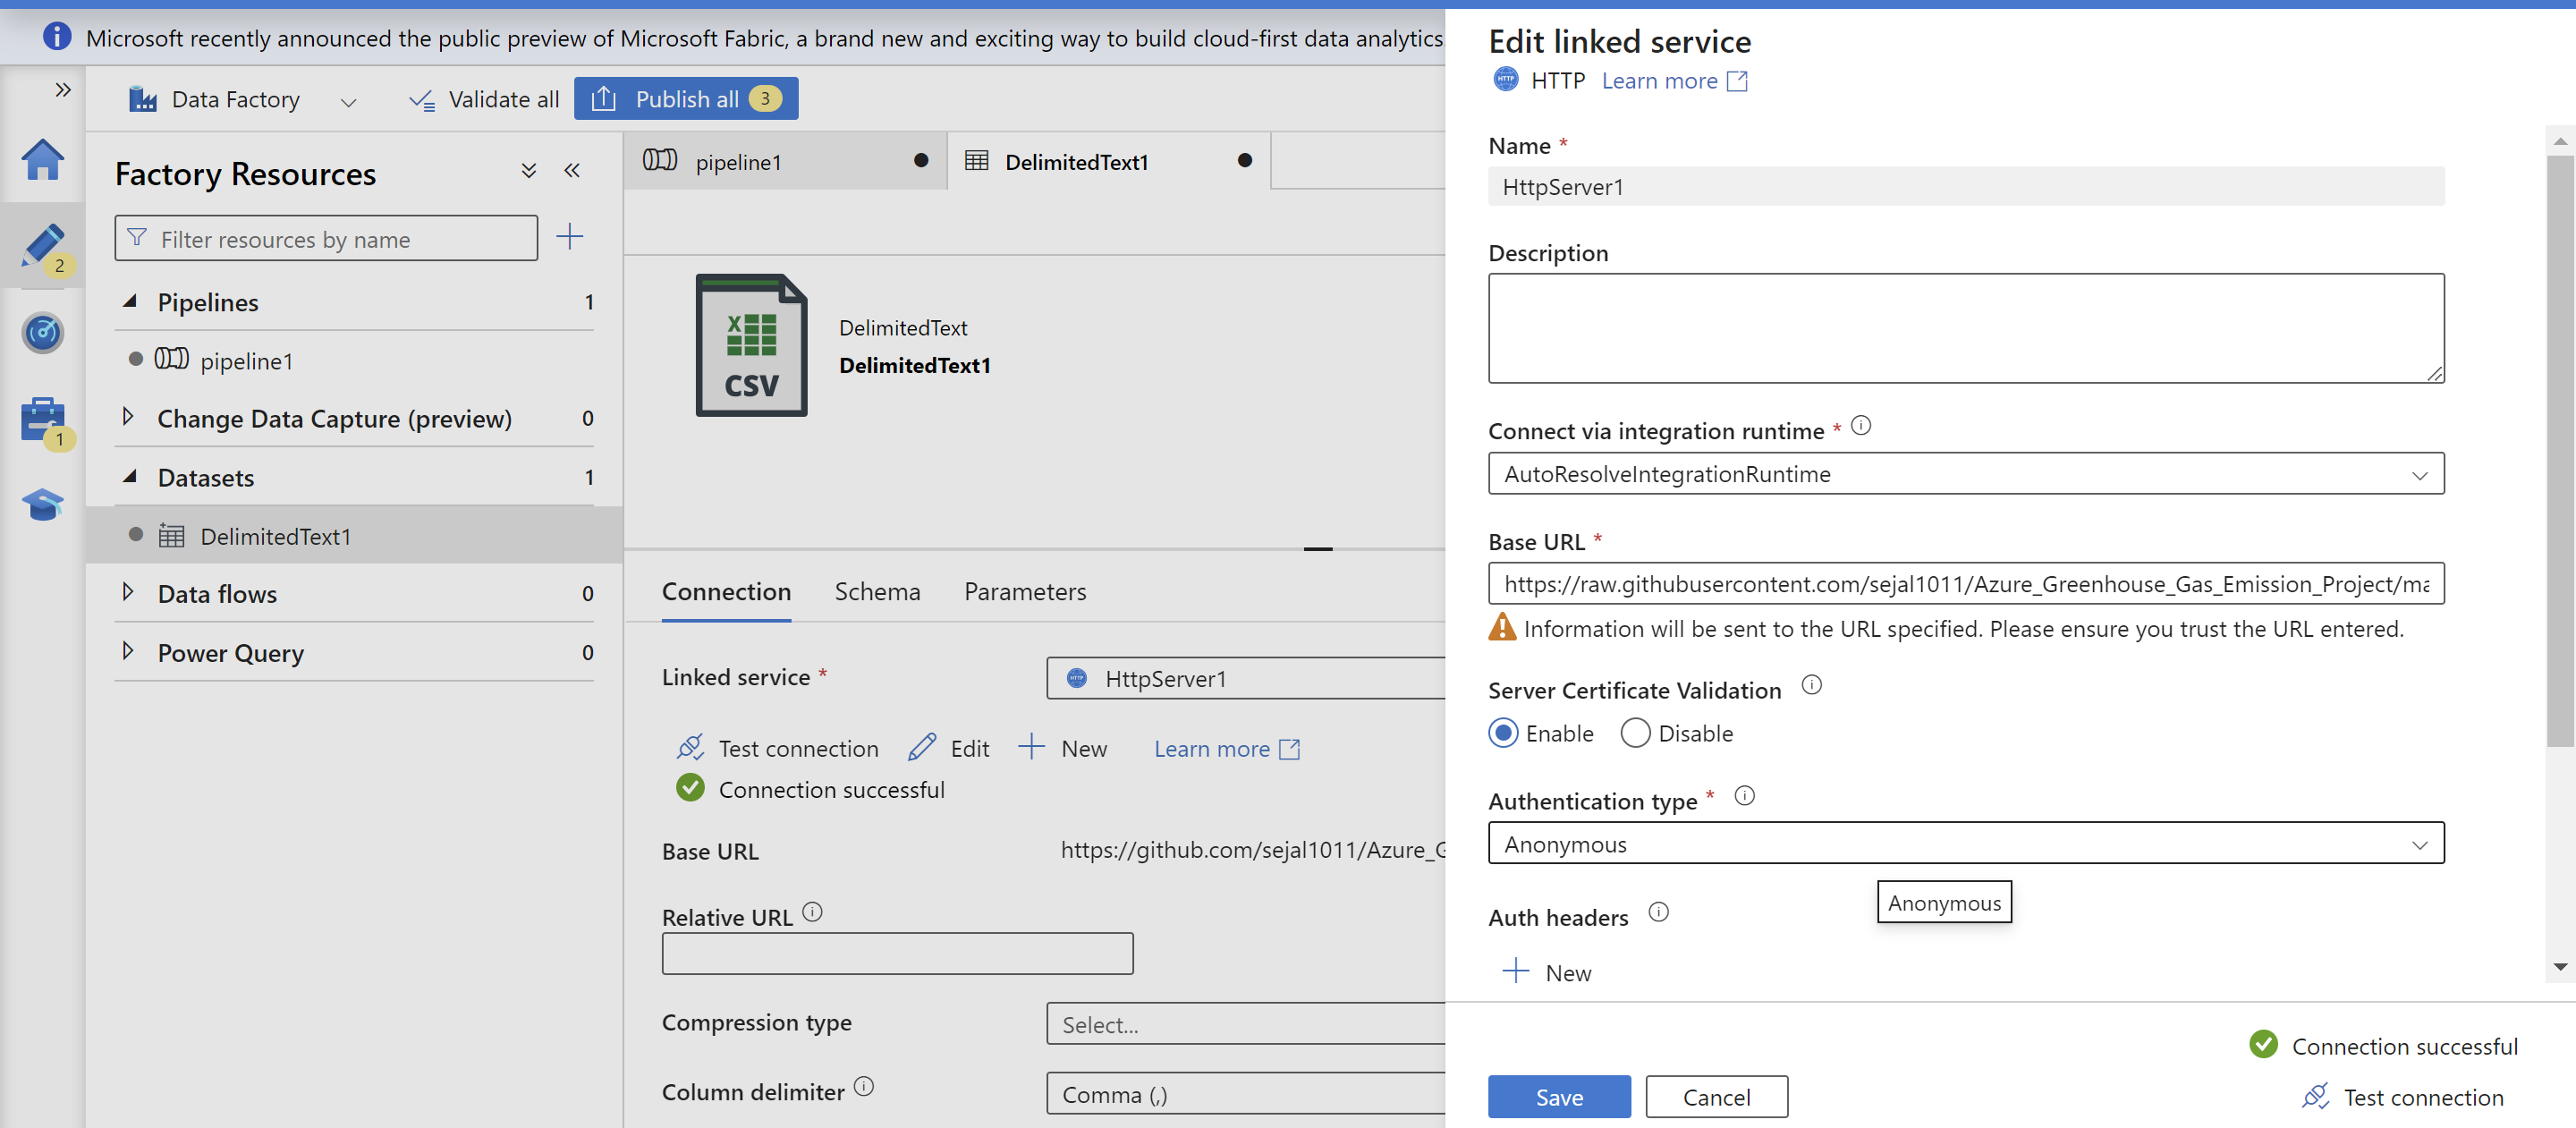 Microsoft recently announced the public preview of Microsoft Fabric, a brand new and exciting way to build cloud-first data analytics
Data Factory
Validate all
Publish all 3
Factory Resources
Filter resources by name
2
1
Pipelines 1
pipeline1
Change Data Capture (preview) 0
Datasets 1
DelimitedText1
Data flows 0
Power Query 0
pipeline1
DelimitedText1
X
CSV
DelimitedText
DelimitedText1
Connection Schema Parameters
Linked service *
HTTP HttpServer1
Test connection Edit New Learn more
Connection successful
Base URL
https://github.com/sejal1011/Azure_G
Relative URL
Compression type
Select...
Column delimiter
Comma (,)
Edit linked service
HTTP HTTP Learn more
Name *
HttpServer1
Description
Connect via integration runtime *
AutoResolveIntegrationRuntime
Base URL *
https://raw.githubusercontent.com/sejal1011/Azure_Greenhouse_Gas_Emission_Project/ma
Information will be sent to the URL specified. Please ensure you trust the URL entered.
Server Certificate Validation
Enable Disable
Authentication type *
Anonymous
Anonymous
Auth headers
New
Connection successful
Save Cancel Test connection